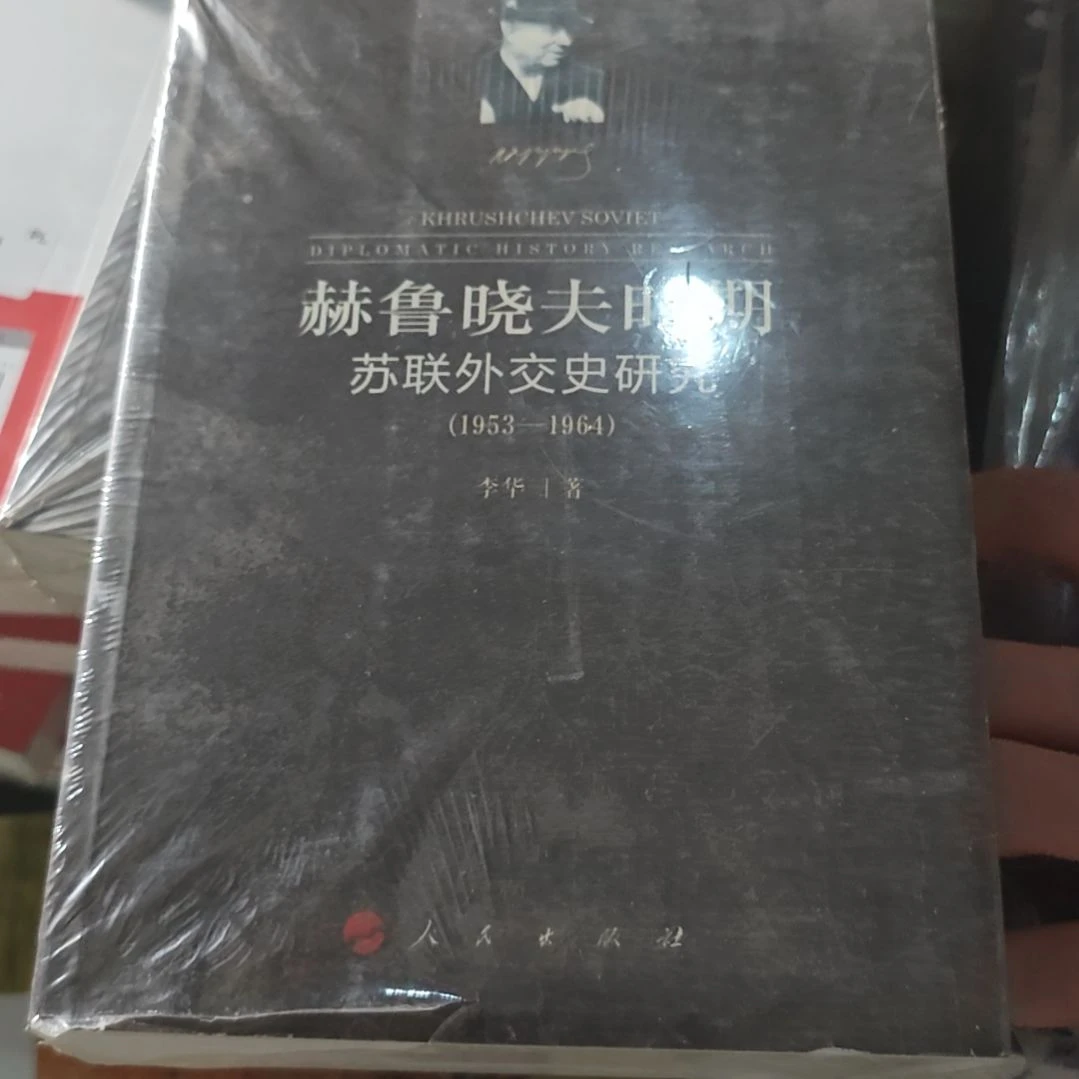 KHRUSHCHEV SOVIET
DIPLOMATIC HISTORY RESEARCH
赫鲁晓夫时期
苏联外交史研究
(1953—1964)
李华 | 著
人民出版社